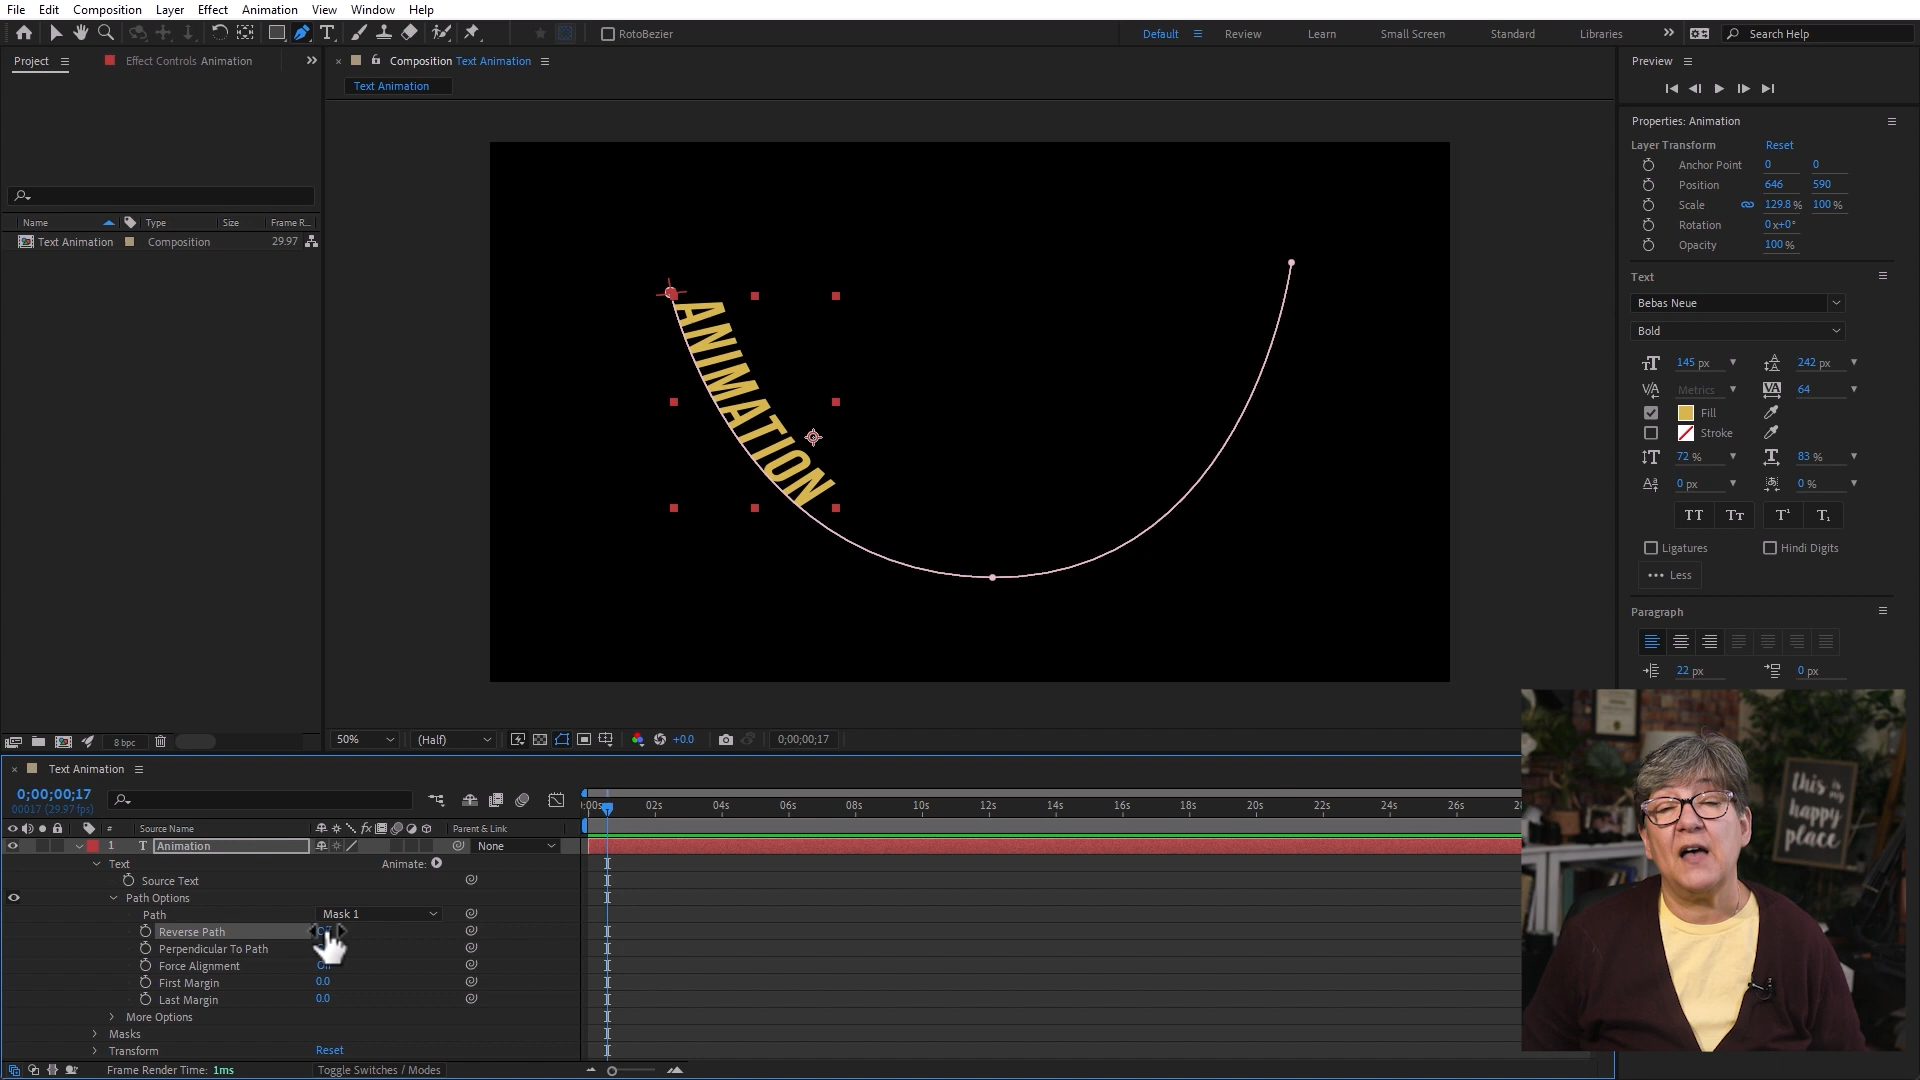 File Edit Composition Layer Effect Animation View Window Help
RotoBezier
Default Review Learn Small Screen Standard Libraries Search Help
Project Effect Controls Animation
Composition Text Animation
Text Animation
Name Type Size Frame R...
Text Animation Composition 29.97
8 bpc
ANIMATION
50% (Half) +0.0 0;00;00;17
Preview
Properties: Animation
Layer Transform Reset
Anchor Point 0 0
Position 646 590
Scale 129.8 % 100 %
Rotation 0x+0°
Opacity 100 %
Text
Bebas Neue
Bold
145 px 242 px
Metrics 64
Fill
Stroke
72 % 83 %
0 px 0 %
TT Tт T¹ T₁
Ligatures Hindi Digits
Less
Paragraph
22 px 0 px
this is my
happy
place
Text Animation
0;00;00;17
00017 (29.97 fps)
:00s 02s 04s 06s 08s 10s 12s 14s 16s 18s 20s 22s 24s 26s
# Source Name Parent & Link
1 T Animation None
Text Animate:
Source Text
Path Options
Path Mask 1
Reverse Path
Perpendicular To Path
Force Alignment
First Margin 0.0
Last Margin 0.0
More Options
Masks
Transform Reset
Frame Render Time: 1ms Toggle Switches / Modes